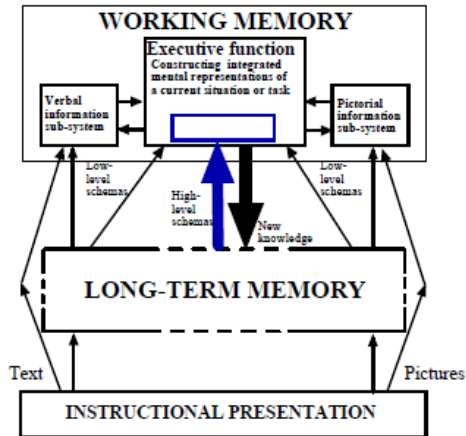 WORKING MEMORY
Executive function
Constructing integrated
mental representations of
a current situation or task
Verbal
information
sub-system
Pictorial
information
sub-system
Low-
level
schemas
High-
level
schemas
New
knowledge
Low-
level
schemas
LONG-TERM MEMORY
Text
Pictures
INSTRUCTIONAL PRESENTATION